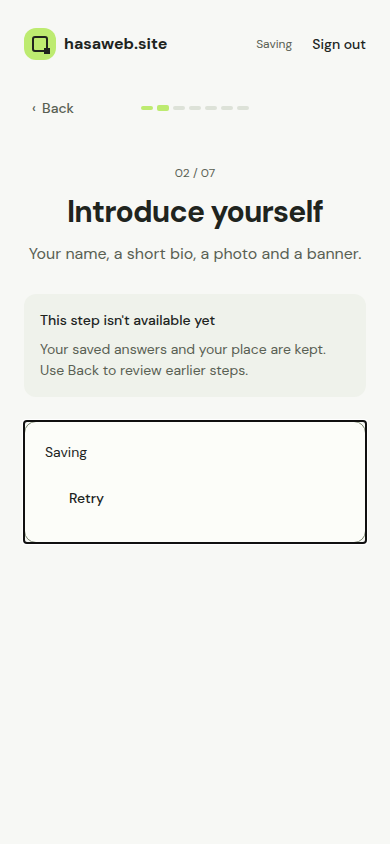 hasaweb.site
Saving
Sign out
‹ Back
02 / 07
Introduce yourself
Your name, a short bio, a photo and a banner.
This step isn't available yet
Your saved answers and your place are kept.
Use Back to review earlier steps.
Saving
Retry